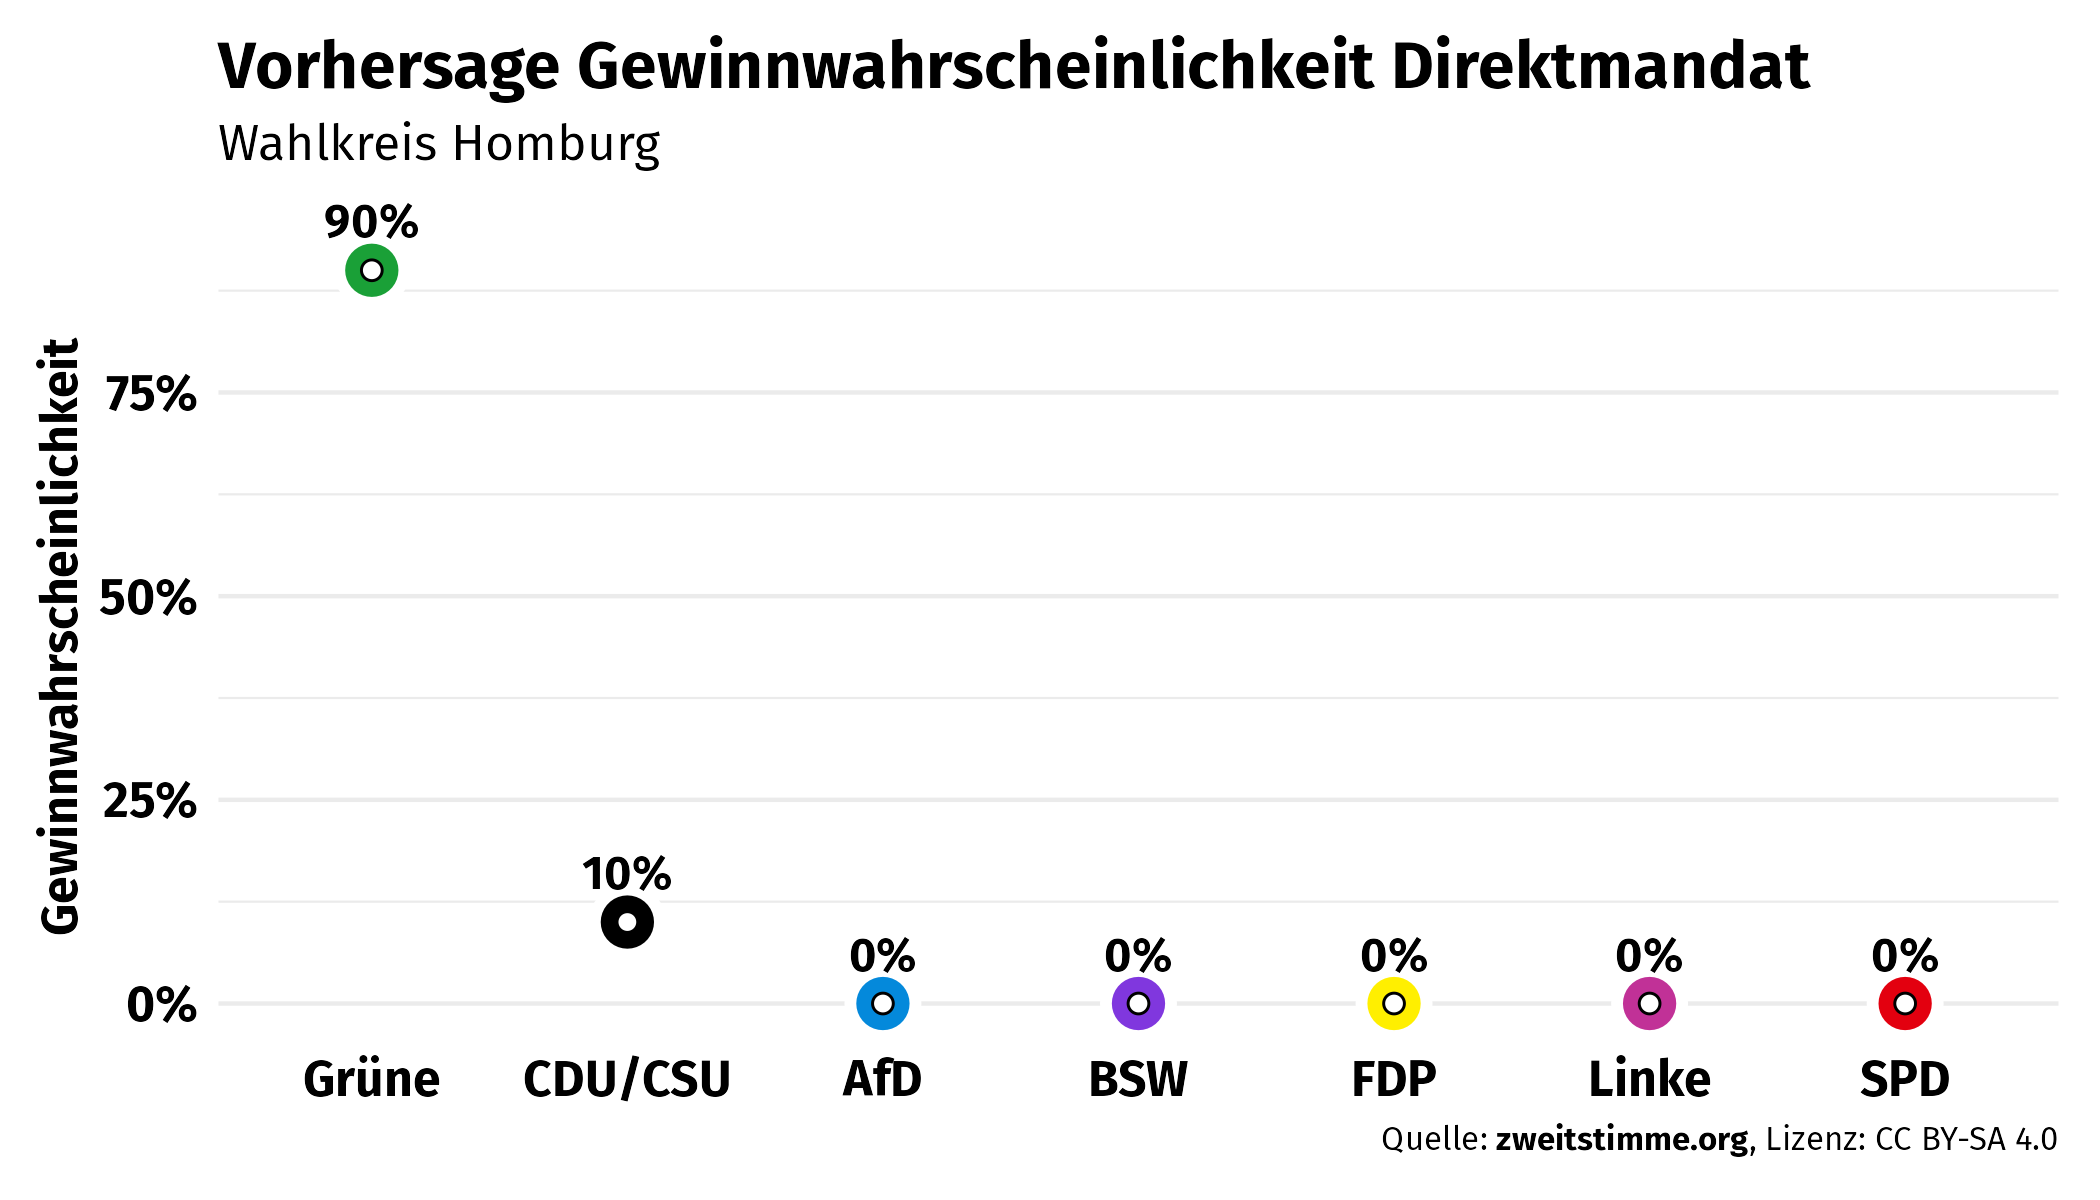 Vorhersage Gewinnwahrscheinlichkeit Direktmandat
Wahlkreis Homburg
Gewinnwahrscheinlichkeit
75%
50%
25%
0%
90%
10%
0%
0%
0%
0%
0%
Grüne
CDU/CSU
AfD
BSW
FDP
Linke
SPD
Quelle: zweitstimme.org, Lizenz: CC BY-SA 4.0